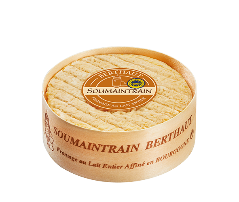 BERTHAUT
SOUMAINTRAIN
SOUMAINTRAIN BERTHAUT
Fromage au Lait Entier Affiné en BOURGOGNE